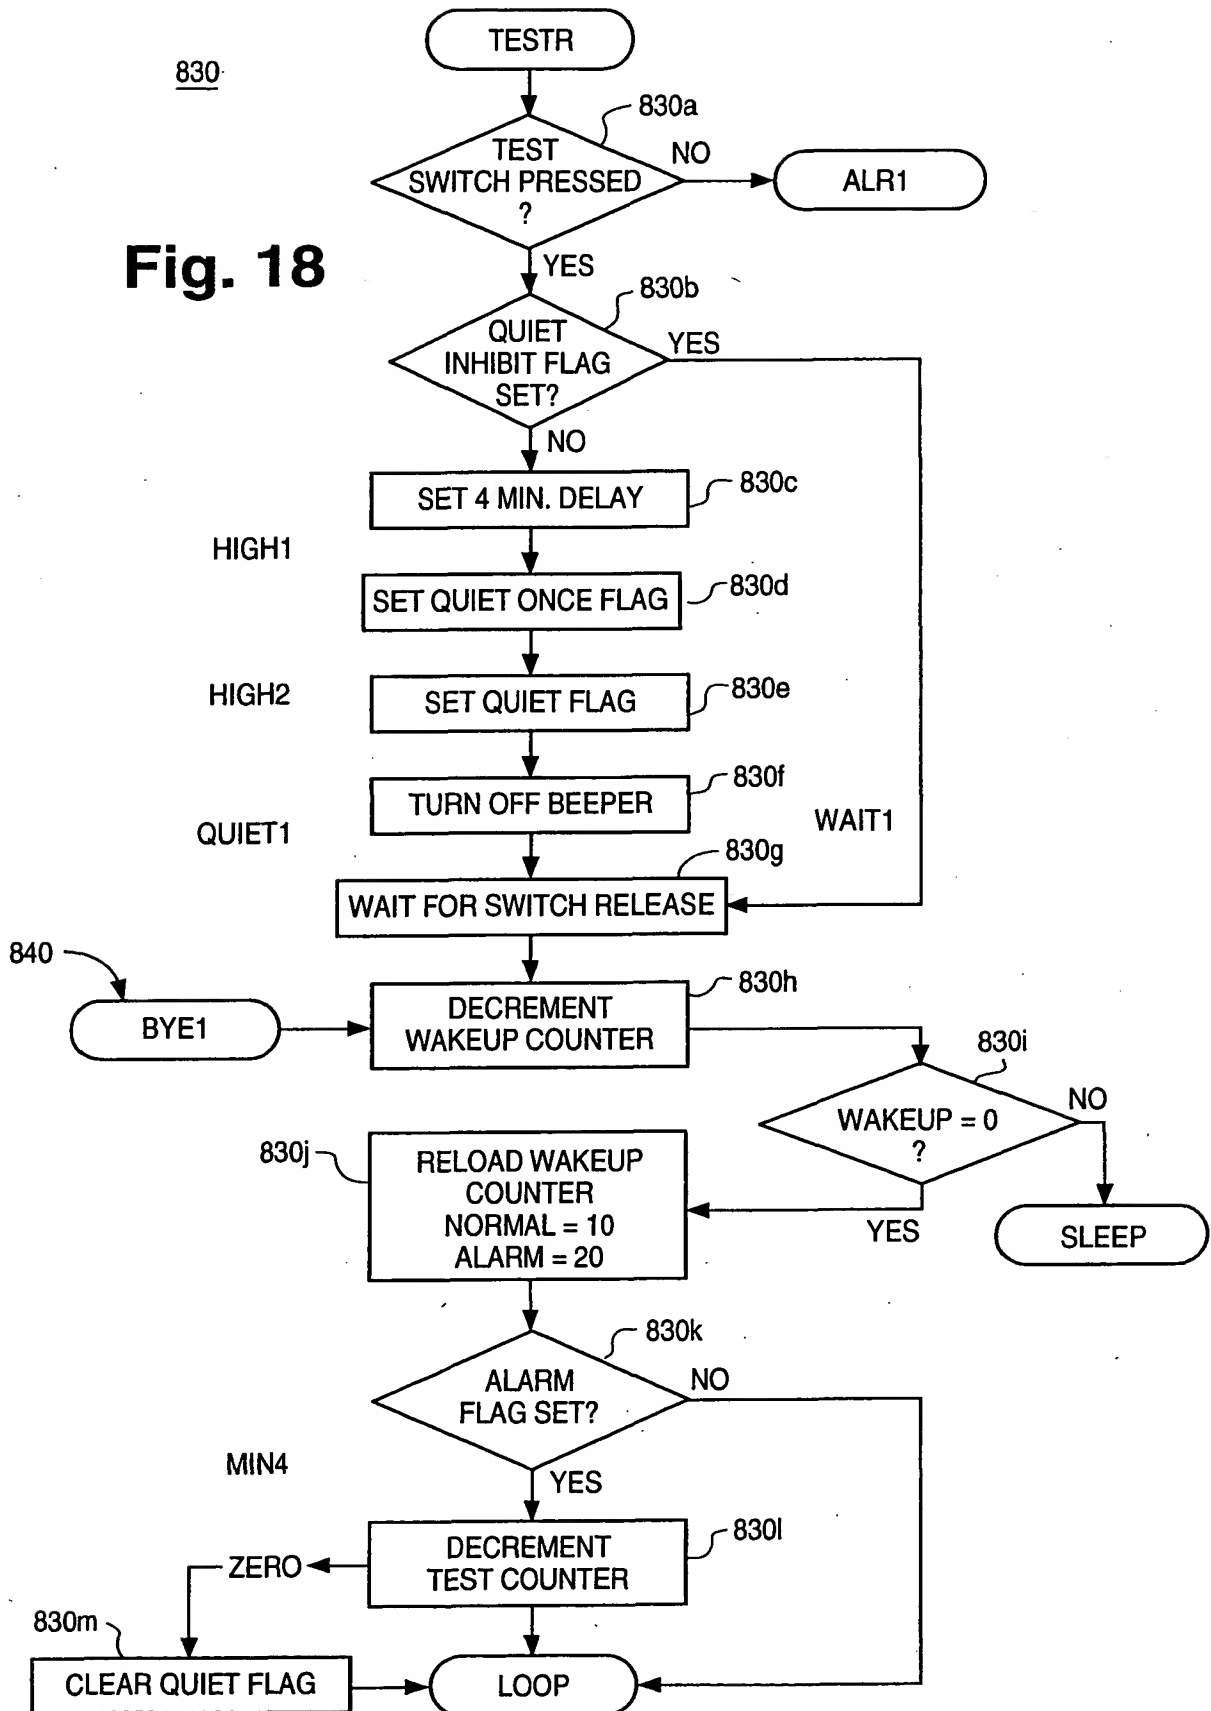 TESTR
830
830a
TEST
SWITCH PRESSED
?
NO
ALR1
Fig. 18
YES
830b
QUIET
INHIBIT FLAG
SET?
YES
NO
SET 4 MIN. DELAY
830c
HIGH1
SET QUIET ONCE FLAG
830d
HIGH2
SET QUIET FLAG
830e
TURN OFF BEEPER
830f
QUIET1
WAIT1
830g
WAIT FOR SWITCH RELEASE
840
BYE1
DECREMENT
WAKEUP COUNTER
830h
830i
WAKEUP = 0
?
NO
SLEEP
YES
830j
RELOAD WAKEUP
COUNTER
NORMAL = 10
ALARM = 20
830k
ALARM
FLAG SET?
NO
MIN4
YES
DECREMENT
TEST COUNTER
830l
ZERO
830m
CLEAR QUIET FLAG
LOOP